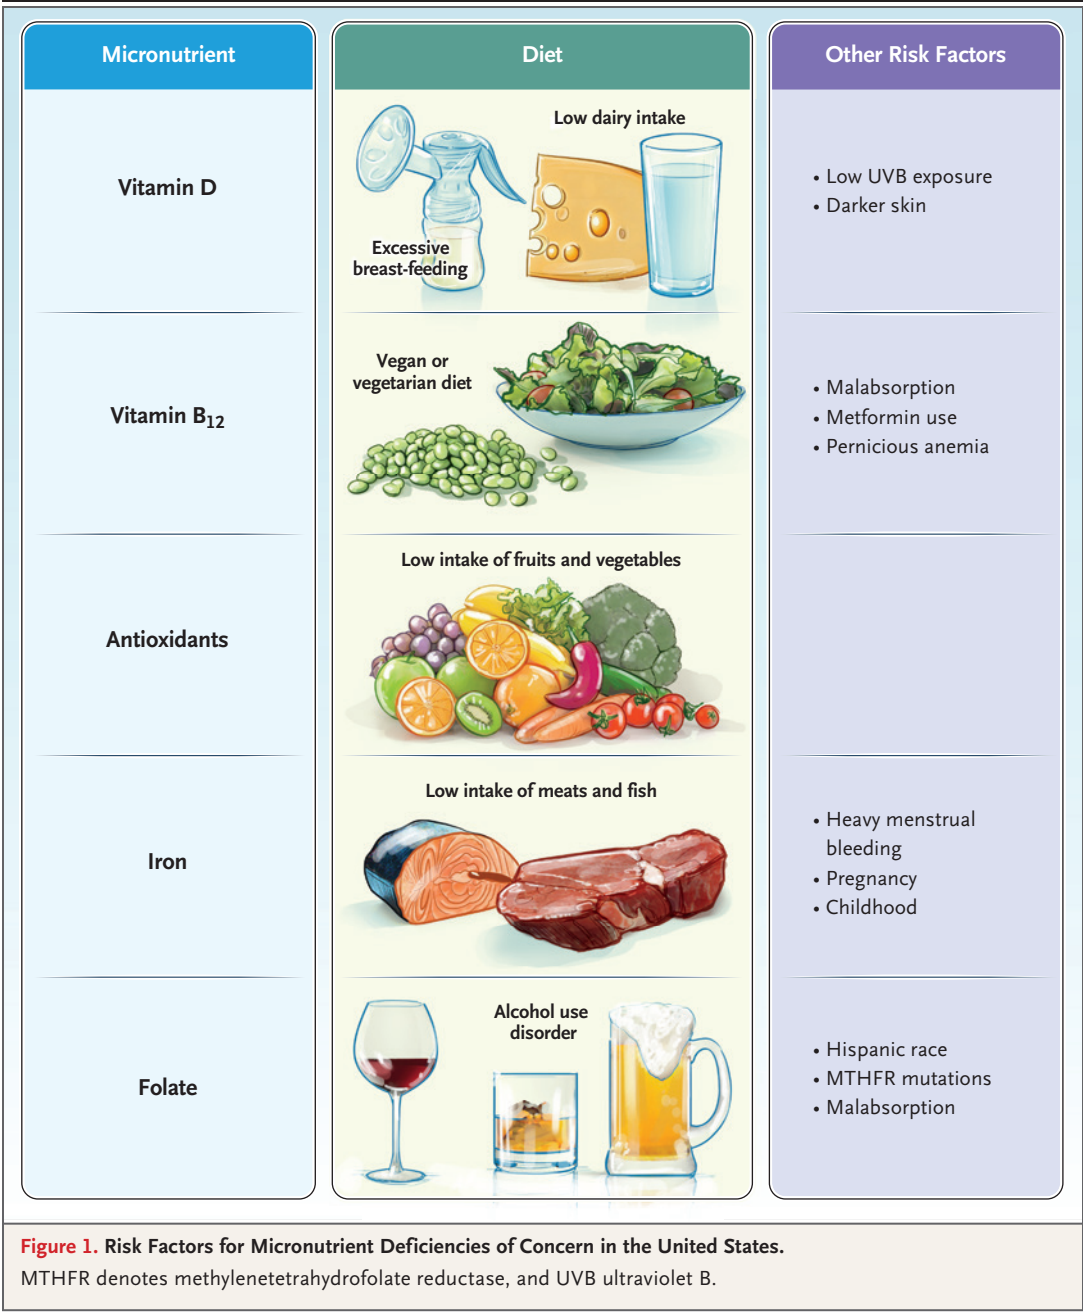 Micronutrient
Diet
Other Risk Factors
Vitamin D
Excessive
breast-feeding
Low dairy intake
• Low UVB exposure
• Darker skin
Vitamin B12
Vegan or
vegetarian diet
• Malabsorption
• Metformin use
• Pernicious anemia
Antioxidants
Low intake of fruits and vegetables
Iron
Low intake of meats and fish
• Heavy menstrual
bleeding
• Pregnancy
• Childhood
Folate
Alcohol use
disorder
• Hispanic race
• MTHFR mutations
• Malabsorption
Figure 1. Risk Factors for Micronutrient Deficiencies of Concern in the United States.
MTHFR denotes methylenetetrahydrofolate reductase, and UVB ultraviolet B.